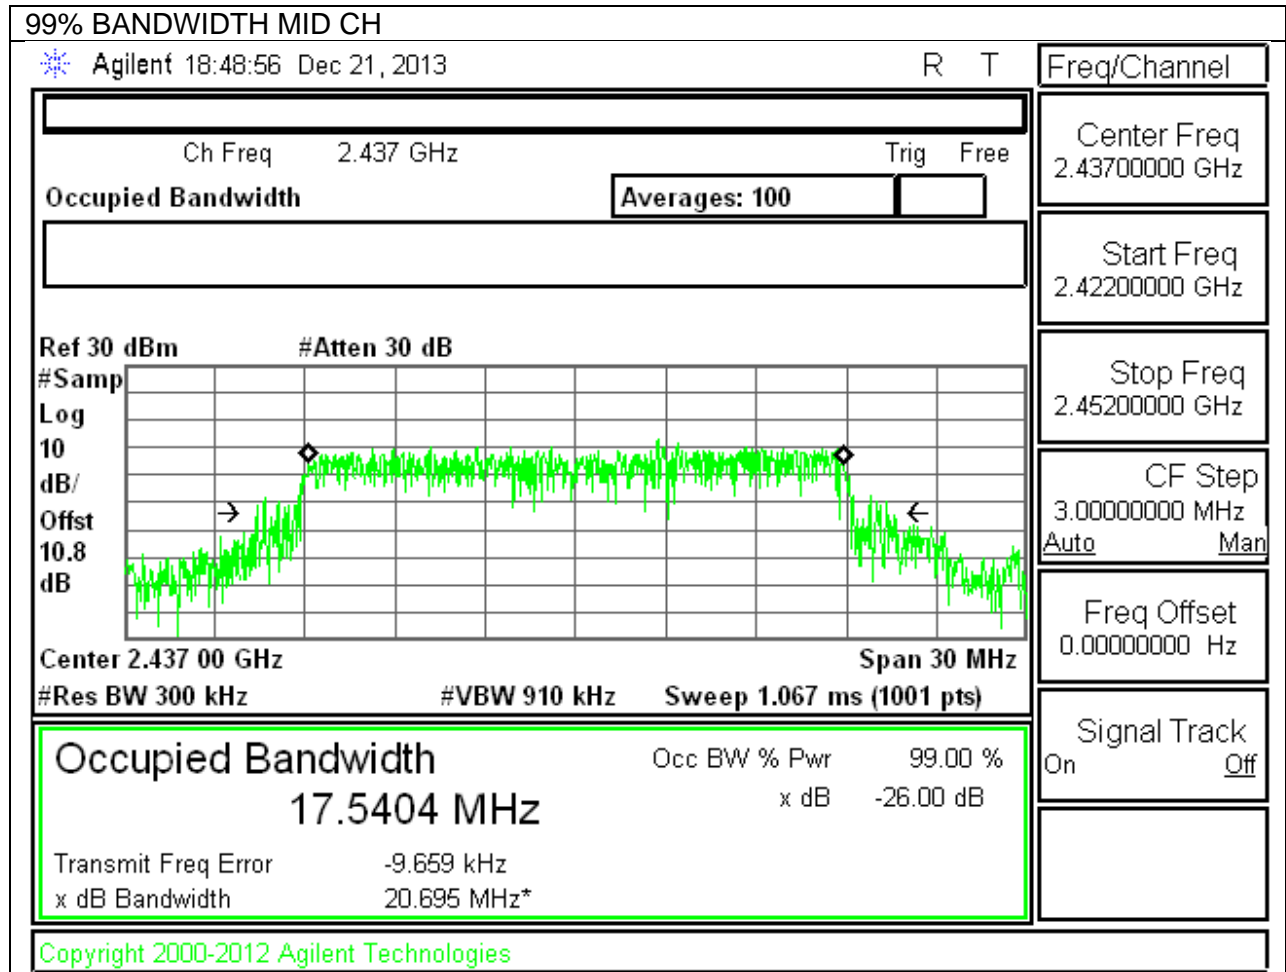 99% BANDWIDTH MID CH
Agilent 18:48:56 Dec 21, 2013 R T
Freq/Channel
Ch Freq 2.437 GHz Trig Free
Occupied Bandwidth Averages: 100
Center Freq
2.43700000 GHz
Start Freq
2.42200000 GHz
Stop Freq
2.45200000 GHz
CF Step
3.00000000 MHz
Auto Man
Freq Offset
0.00000000 Hz
Signal Track
On Off
Ref 30 dBm #Atten 30 dB
#Samp
Log
10
dB/
Offst
10.8
dB
Center 2.437 00 GHz Span 30 MHz
#Res BW 300 kHz #VBW 910 kHz Sweep 1.067 ms (1001 pts)
Occupied Bandwidth Occ BW % Pwr 99.00 %
17.5404 MHz x dB -26.00 dB
Transmit Freq Error -9.659 kHz
x dB Bandwidth 20.695 MHz*
Copyright 2000-2012 Agilent Technologies